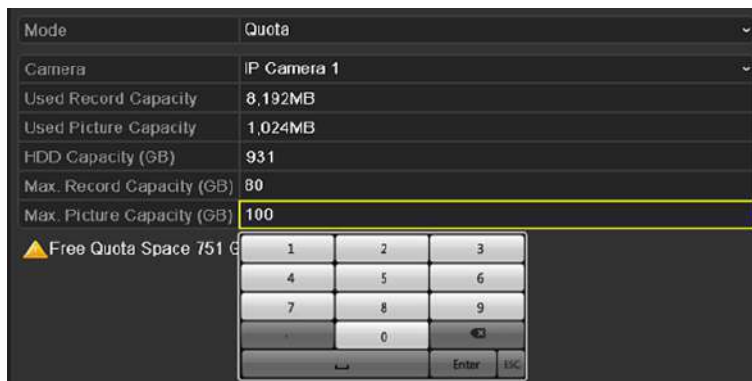 Mode Quota
Camera IP Camera 1
Used Record Capacity 8,192MB
Used Picture Capacity 1,024MB
HDD Capacity (GB) 931
Max. Record Capacity (GB) 80
Max. Picture Capacity (GB) 100
Free Quota Space 751 G
1 2 3
4 5 6
7 8 9
. 0
Enter ESC